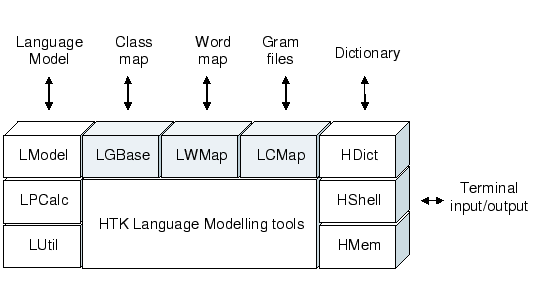 Language
Model
Class
map
Word
map
Gram
files
Dictionary
LModel
LGBase
LWMap
LCMap
HDict
LPCalc
HShell
Terminal
input/output
HTK Language Modelling tools
LUtil
HMem